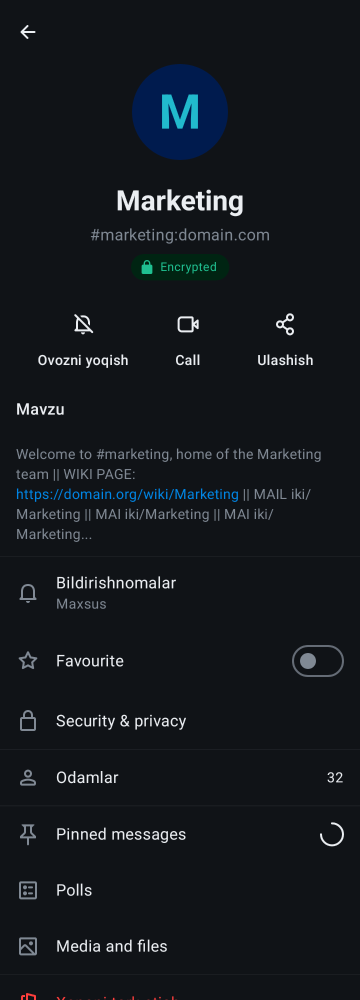 M
Marketing
#marketing:domain.com
Encrypted
Ovozni yoqish
Call
Ulashish
Mavzu
Welcome to #marketing, home of the Marketing
team || WIKI PAGE:
https://domain.org/wiki/Marketing || MAIL iki/
Marketing || MAI iki/Marketing || MAI iki/
Marketing...
Bildirishnomalar
Maxsus
Favourite
Security & privacy
Odamlar
32
Pinned messages
Polls
Media and files